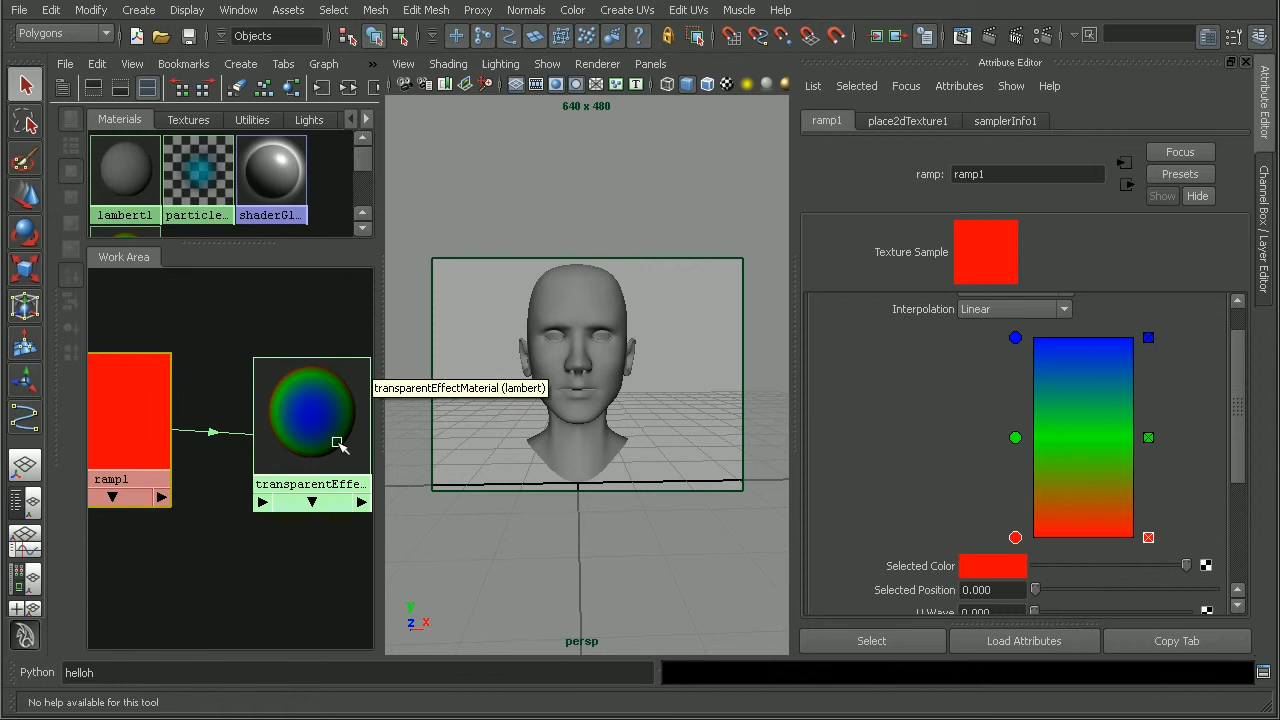 File Edit Modify Create Display Window Assets Select Mesh Edit Mesh Proxy Normals Color Create UVs Edit UVs Muscle Help
Polygons Objects
File Edit View Bookmarks Create Tabs Graph »
View Shading Lighting Show Renderer Panels
Attribute Editor
List Selected Focus Attributes Show Help
Materials Textures Utilities Lights
lambert1 particle... shaderGl...
Work Area
ramp1
transparentEffe...
transparentEffectMaterial (lambert)
640 x 480
y
z x
persp
ramp1 place2dTexture1 samplerInfo1
ramp: ramp1
Focus
Presets
Show Hide
Texture Sample
Interpolation Linear
Selected Color
Selected Position 0.000
U Wave 0.000
Select Load Attributes Copy Tab
Attribute Editor
Channel Box / Layer Editor
Python helloh
No help available for this tool